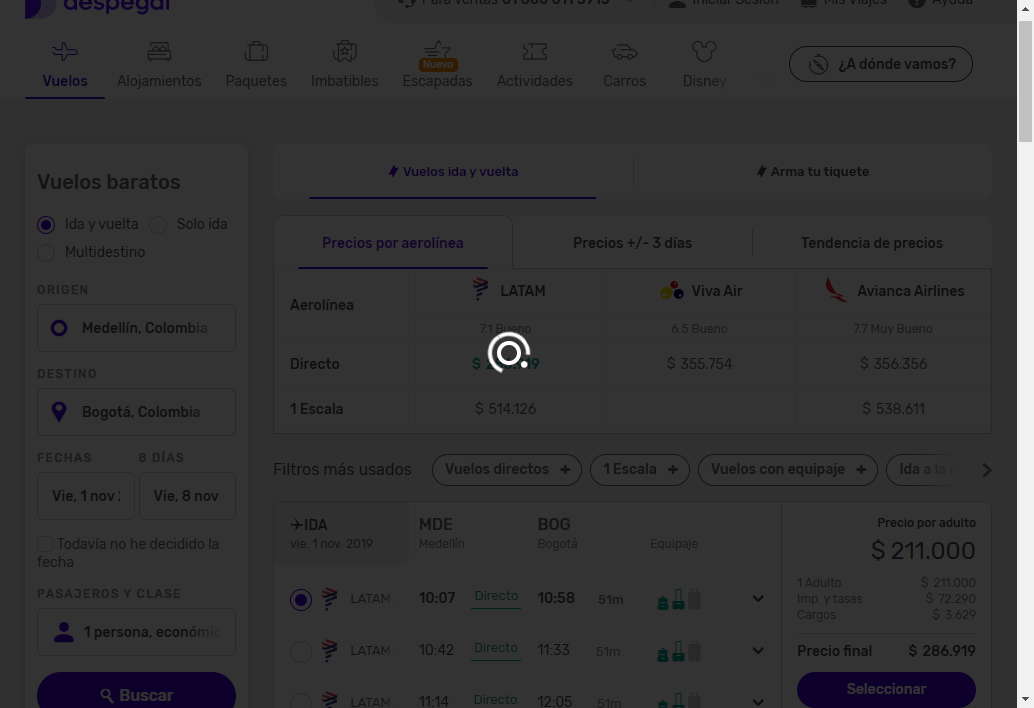 despegar
Para ventas 01 800 011 5915
Iniciar Sesión
Mis Viajes
Ayuda
Vuelos
Alojamientos
Paquetes
Imbatibles
Nuevo
Escapadas
Actividades
Carros
Disney
¿A dónde vamos?
Vuelos baratos
Ida y vuelta
Solo ida
Multidestino
ORIGEN
Medellín, Colombia
DESTINO
Bogotá, Colombia
FECHAS
8 DÍAS
Vie, 1 nov
Vie, 8 nov
Todavía no he decidido la
fecha
PASAJEROS Y CLASE
1 persona, económic
Buscar
Vuelos ida y vuelta
Arma tu tiquete
Precios por aerolínea
Precios +/- 3 días
Tendencia de precios
Aerolínea
LATAM
Viva Air
Avianca Airlines
7.1 Bueno
6.5 Bueno
7.7 Muy Bueno
Directo
$ 355.754
$ 356.356
1 Escala
$ 514.126
$ 538.611
Filtros más usados
Vuelos directos +
1 Escala +
Vuelos con equipaje +
Ida a la
IDA
MDE
BOG
vie. 1 nov. 2019
Medellín
Bogotá
Equipaje
LATAM
10:07
Directo
10:58
51m
LATAM
10:42
Directo
11:33
51m
LATAM
11:14
Directo
12:05
51m
Precio por adulto
$ 211.000
1 Adulto
$ 211.000
Imp. y tasas
$ 72.290
Cargos
$ 3.629
Precio final
$ 286.919
Seleccionar